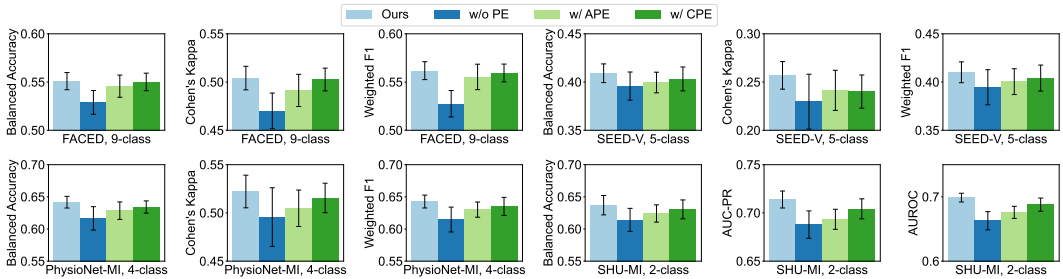 Ours w/o PE w/ APE w/ CPE
Balanced Accuracy
0.60
0.55
0.50
FACED, 9-class
Cohen's Kappa
0.55
0.50
0.45
FACED, 9-class
Weighted F1
0.60
0.55
0.50
FACED, 9-class
Balanced Accuracy
0.45
0.40
0.35
SEED-V, 5-class
Cohen's Kappa
0.30
0.25
0.20
SEED-V, 5-class
Weighted F1
0.45
0.40
0.35
SEED-V, 5-class
Balanced Accuracy
0.70
0.65
0.60
0.55
PhysioNet-MI, 4-class
Cohen's Kappa
0.55
0.50
0.45
PhysioNet-MI, 4-class
Weighted F1
0.70
0.65
0.60
0.55
PhysioNet-MI, 4-class
Balanced Accuracy
0.70
0.65
0.60
0.55
SHU-MI, 2-class
AUC-PR
0.75
0.70
0.65
SHU-MI, 2-class
AUROC
0.7
0.6
SHU-MI, 2-class